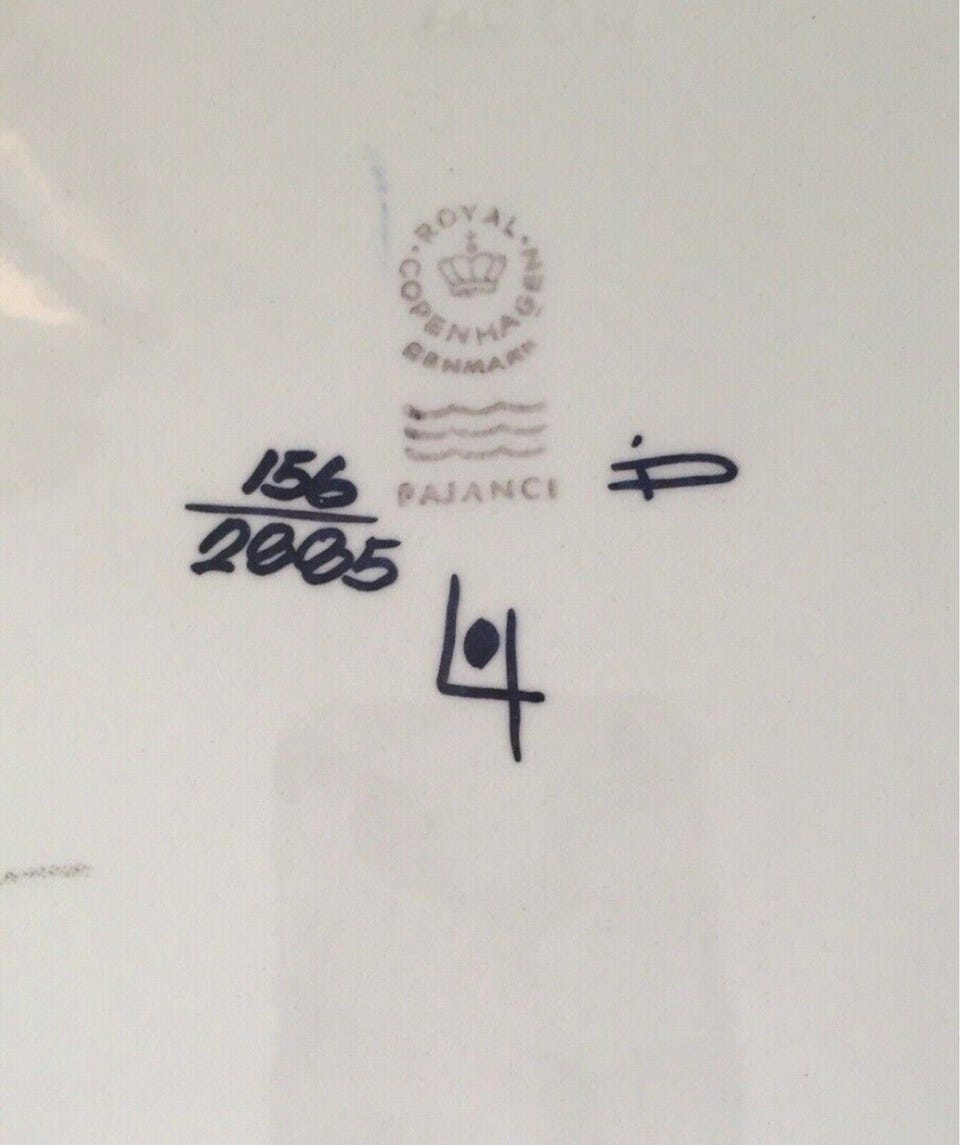 ROYAL COPENHAGEN
DENMARK
FAJANCE
156
2005